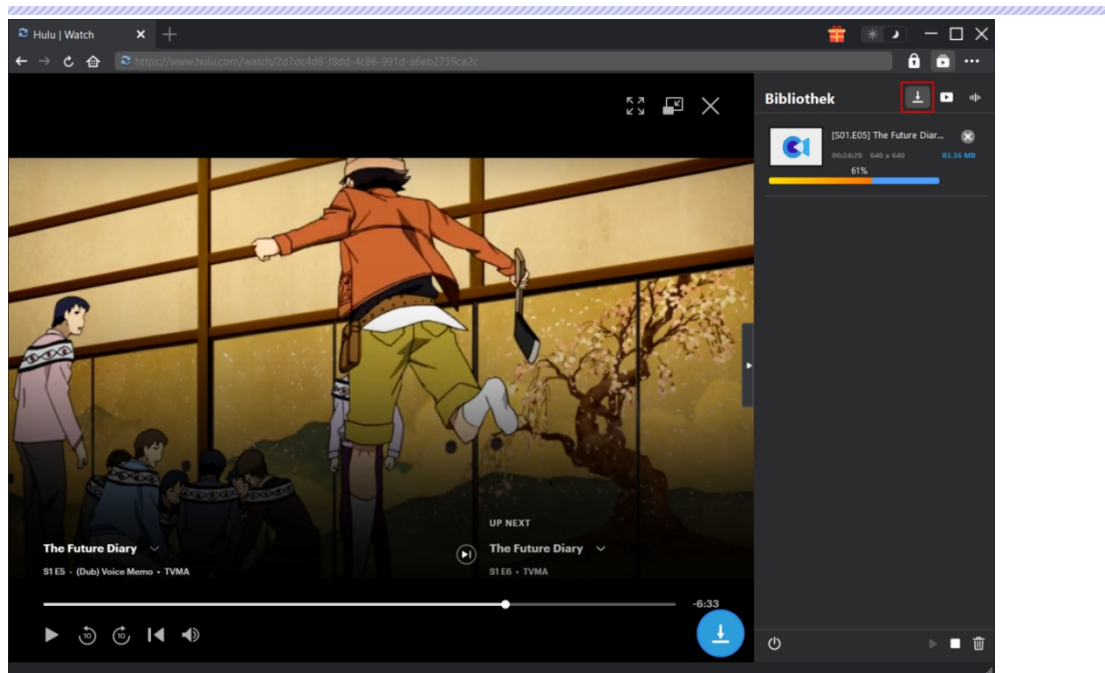 Hulu | Watch
https://www.hulu.com/watch/2d7dc4d8-f8dd-4c86-991d-a6eb2759ca2c
Bibliothek
[S01.E05] The Future Diar...
00:24:20 640 x 640 83.36 MB
61%
UP NEXT
The Future Diary
S1 E5 - (Dub) Voice Memo • TVMA
The Future Diary
S1 E6 • TVMA
-6:33
10
10